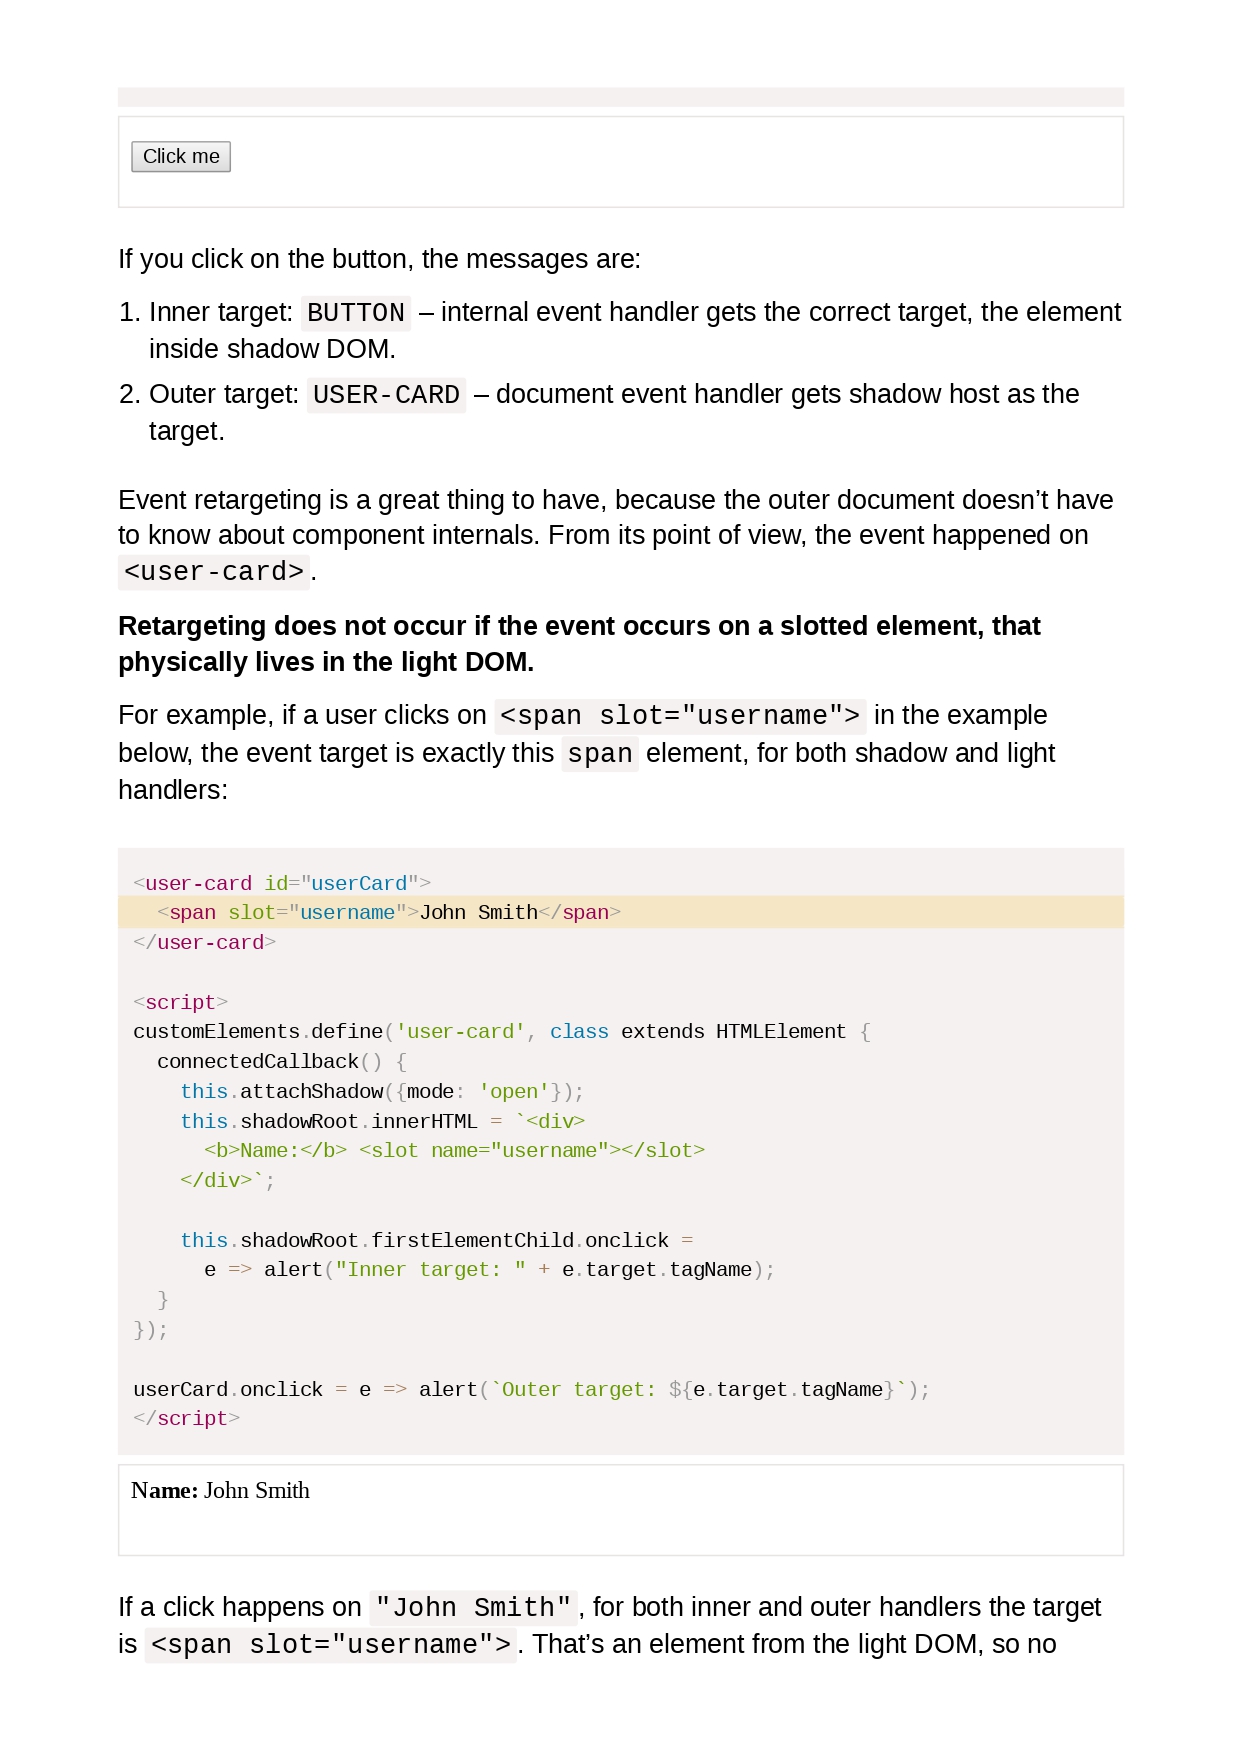 Click me
If you click on the button, the messages are:
1. Inner target: BUTTON – internal event handler gets the correct target, the element
inside shadow DOM.
2. Outer target: USER-CARD – document event handler gets shadow host as the
target.
Event retargeting is a great thing to have, because the outer document doesn’t have
to know about component internals. From its point of view, the event happened on
<user-card>.
Retargeting does not occur if the event occurs on a slotted element, that
physically lives in the light DOM.
For example, if a user clicks on <span slot="username"> in the example
below, the event target is exactly this span element, for both shadow and light
handlers:
<user-card id="userCard">
  <span slot="username">John Smith</span>
</user-card>
<script>
customElements.define('user-card', class extends HTMLElement {
  connectedCallback() {
    this.attachShadow({mode: 'open'});
    this.shadowRoot.innerHTML = `<div>
      <b>Name:</b> <slot name="username"></slot>
    </div>`;
    this.shadowRoot.firstElementChild.onclick =
      e => alert("Inner target: " + e.target.tagName);
  }
});
userCard.onclick = e => alert(`Outer target: ${e.target.tagName}`);
</script>
Name: John Smith
If a click happens on "John Smith", for both inner and outer handlers the target
is <span slot="username">. That’s an element from the light DOM, so no